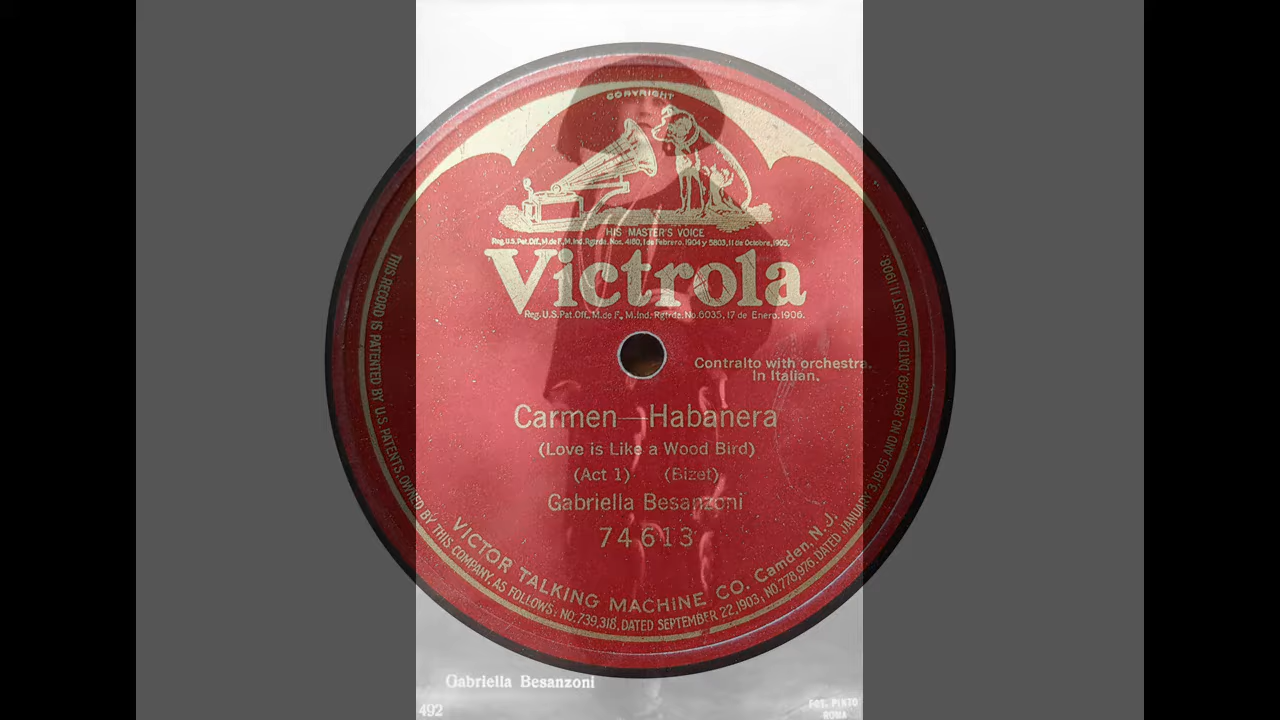 COPYRIGHT
HIS MASTER'S VOICE
Reg. U.S. Pat. Off., M. de F., M. Ind. Rgtrda. Nos. 4180, 1 de Febrero. 1904 y 5803, 11 de Octobre, 1905.
Victrola
Reg. U.S. Pat. Off., M. de F., M. Ind. Rgtrda. No. 6035, 17 de Enero. 1906.
Contralto with orchestra.
In Italian.
Carmen—Habanera
(Love is Like a Wood Bird)
(Act 1) (Bizet)
Gabriella Besanzoni
74613
VICTOR TALKING MACHINE CO. Camden, N. J.
THIS RECORD IS PATENTED BY U.S. PATENTS, OWNED BY THIS COMPANY, AS FOLLOWS: NO. 739,318, DATED SEPTEMBER 22, 1903; NO. 778,976, DATED JANUARY 3, 1905, AND NO. 896,059, DATED AUGUST 11, 1908.
Gabriella Besanzoni
492
FOT. PINTO
ROMA